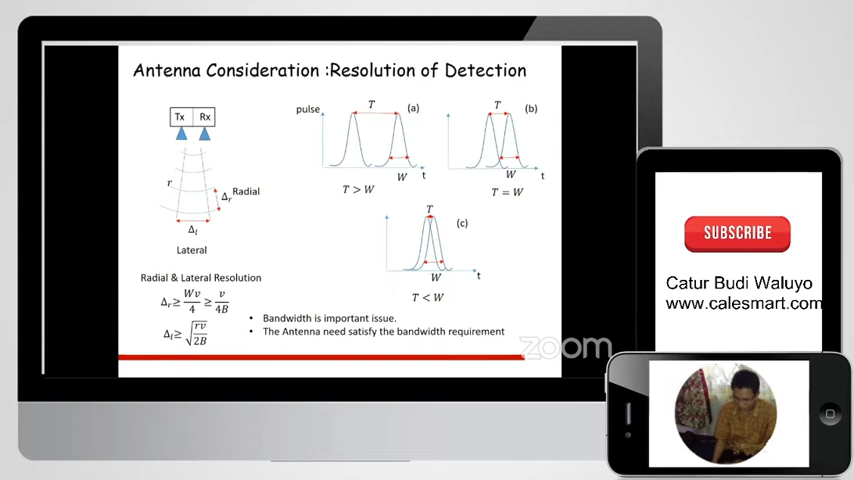 Antenna Consideration :Resolution of Detection
Tx Rx
r
Δr Radial
Δl
Lateral
Radial & Lateral Resolution
Δr≥ Wv/4 ≥ v/4B
Δl≥ √rv/2B
pulse
T
(a)
W
t
T > W
T
(b)
W
t
T = W
T
(c)
W
t
T < W
• Bandwidth is important issue.
• The Antenna need satisfy the bandwidth requirement
zoom
SUBSCRIBE
Catur Budi Waluyo
www.calesmart.com